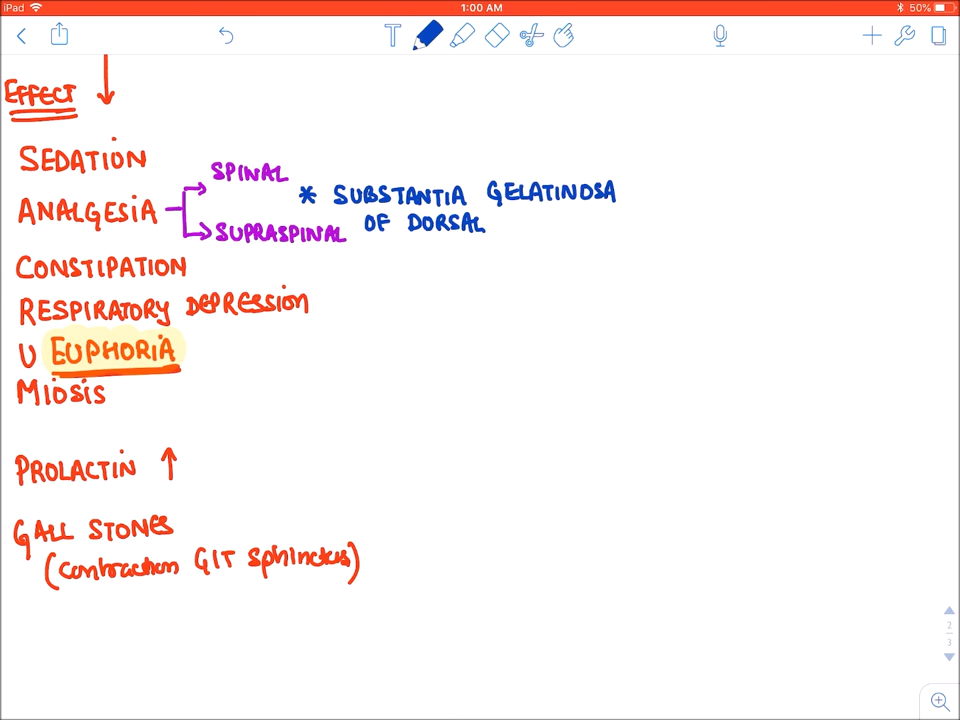 iPad
1:00 AM
50%
T
EFFECT ↓
SEDATION
ANALGESIA
SPINAL
SUPRASPINAL
* SUBSTANTIA GELATINOSA
OF DORSAL
CONSTIPATION
RESPIRATORY DEPRESSION
U EUPHORIA
MIOSIS
PROLACTIN ↑
GALL STONES
(contraction GIT sphincters)
2
3